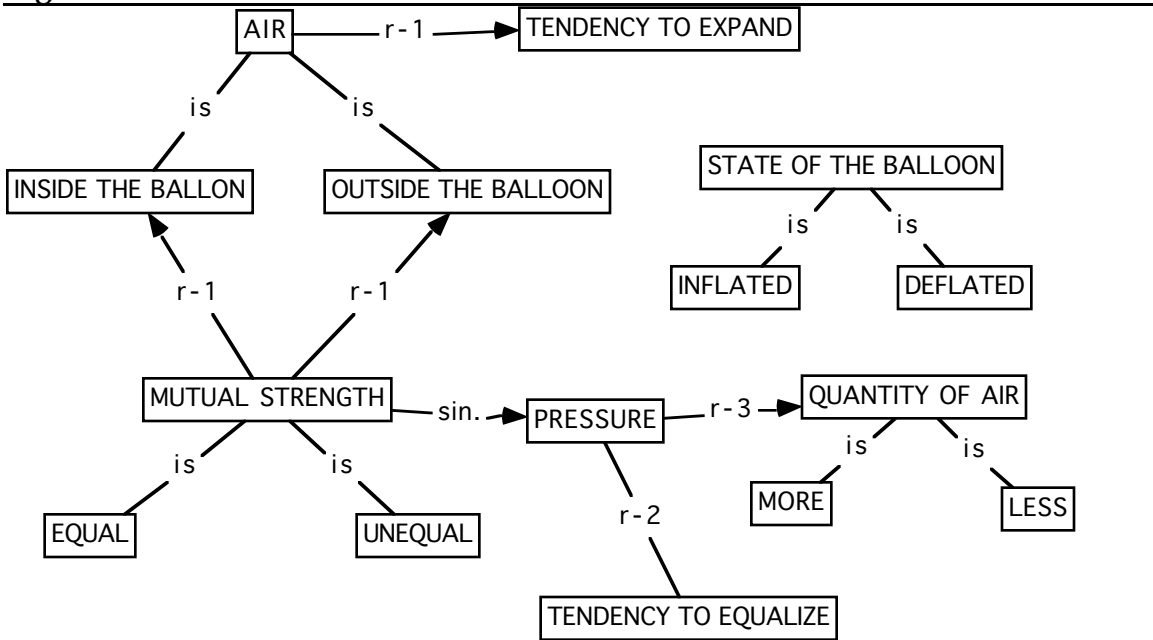 AIR
r-1
TENDENCY TO EXPAND
is
is
INSIDE THE BALLON
OUTSIDE THE BALLOON
STATE OF THE BALLOON
is
is
INFLATED
DEFLATED
r-1
r-1
MUTUAL STRENGTH
sin.
PRESSURE
r-3
QUANTITY OF AIR
is
is
is
is
MORE
LESS
EQUAL
UNEQUAL
r-2
TENDENCY TO EQUALIZE